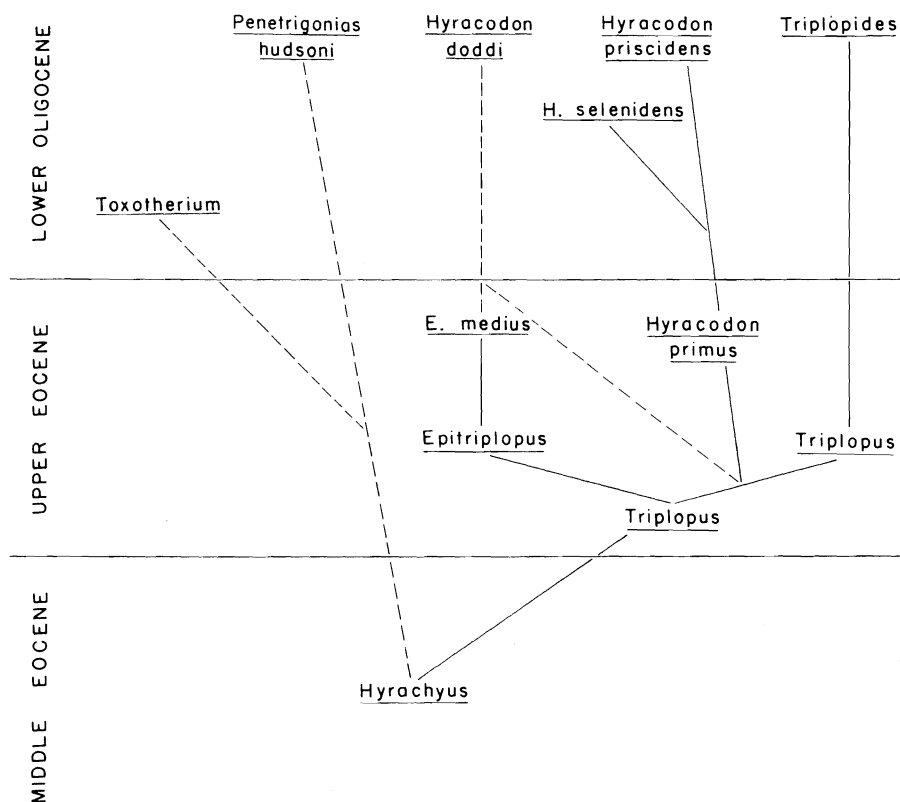 Penetrigonias
hudsoni
Hyracodon
doddi
Hyracodon
priscidens
Triplopides
H. selenidens
LOWER OLIGOCENE
Toxotherium
E. medius
Hyracodon
primus
UPPER EOCENE
Epitriplopus
Triplopus
Triplopus
MIDDLE EOCENE
Hyrachyus